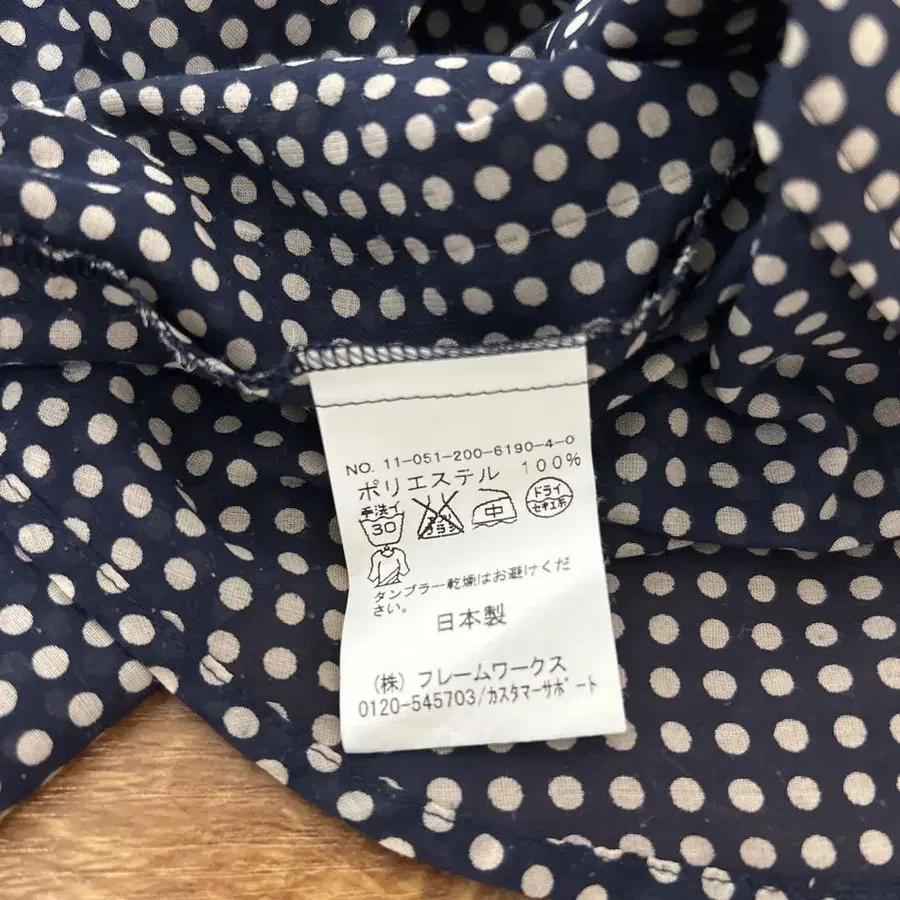 NO. 11-051-200-6190-4-0
ポリエステル 100%
手洗イ
30
中
ドライ
セキユ系
タンブラー乾燥はお避けくだ
さい。
日本製
(株) フレームワークス
0120-545703/カスタマーサポート